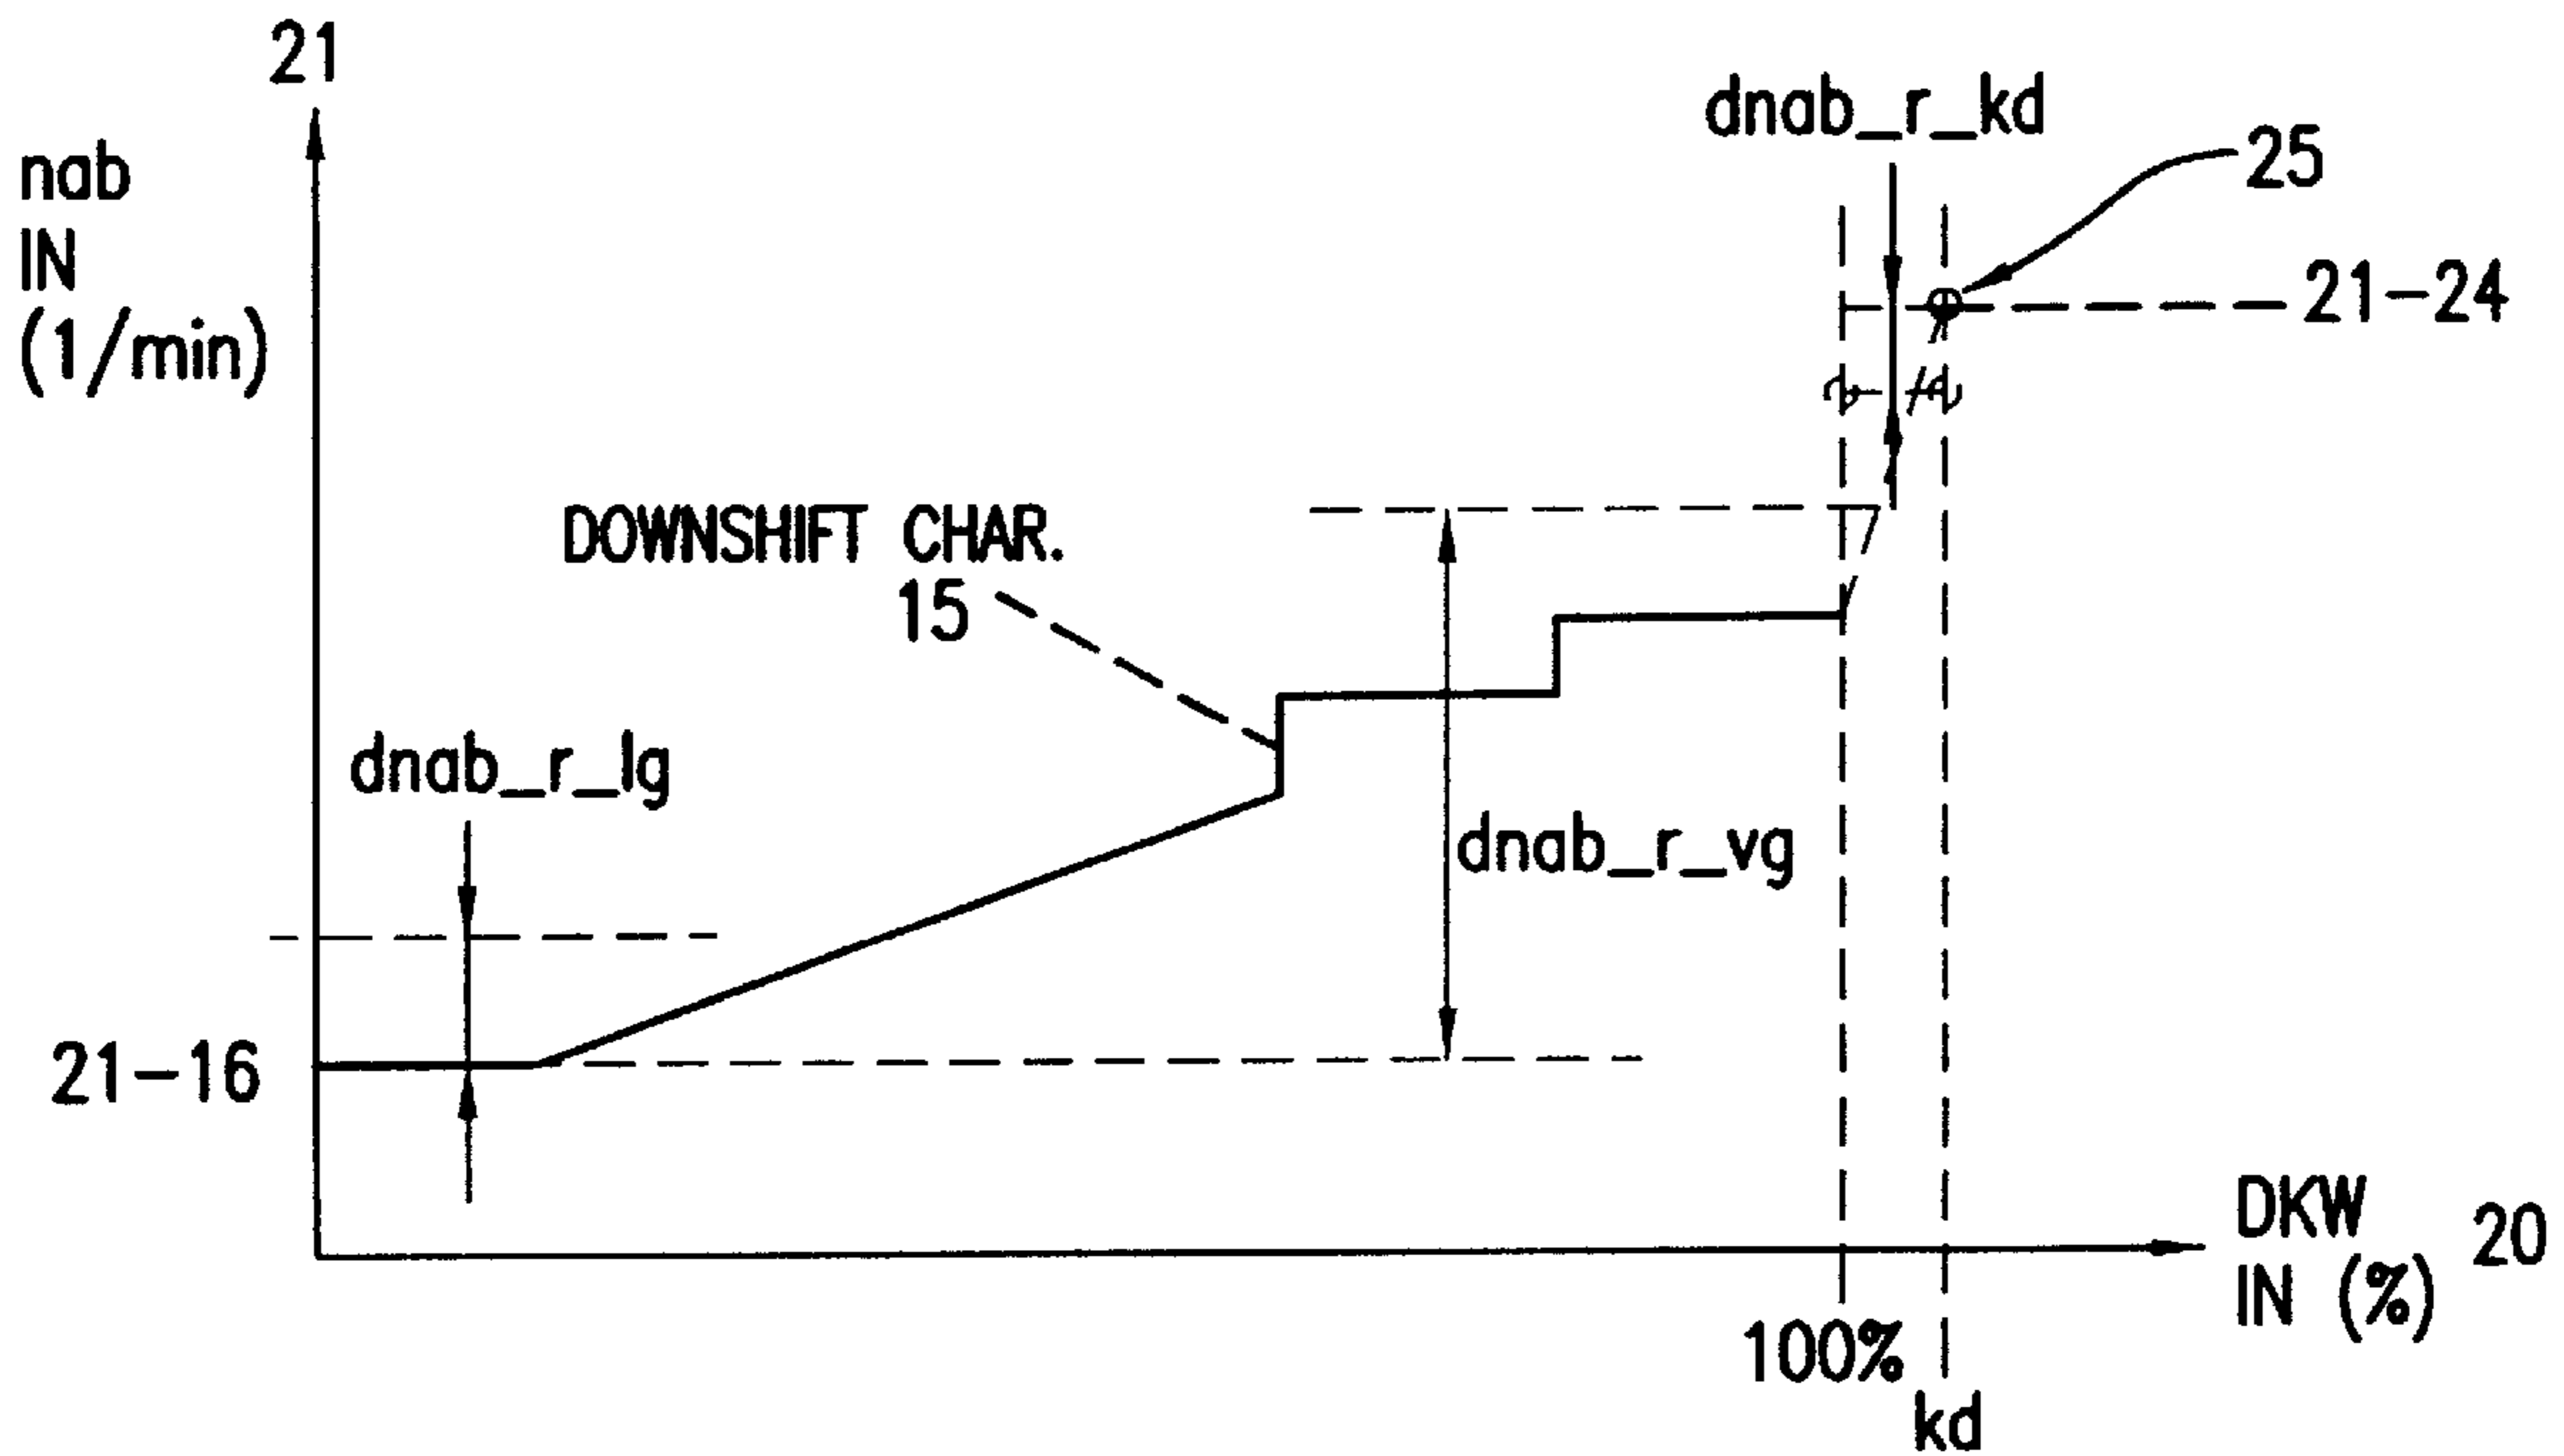 21
nab
IN
(1/min)
dnab_r_kd
25
21-24
DOWNSHIFT CHAR.
15
dnab_r_lg
dnab_r_vg
21-16
DKW
IN (%)
20
100%
kd